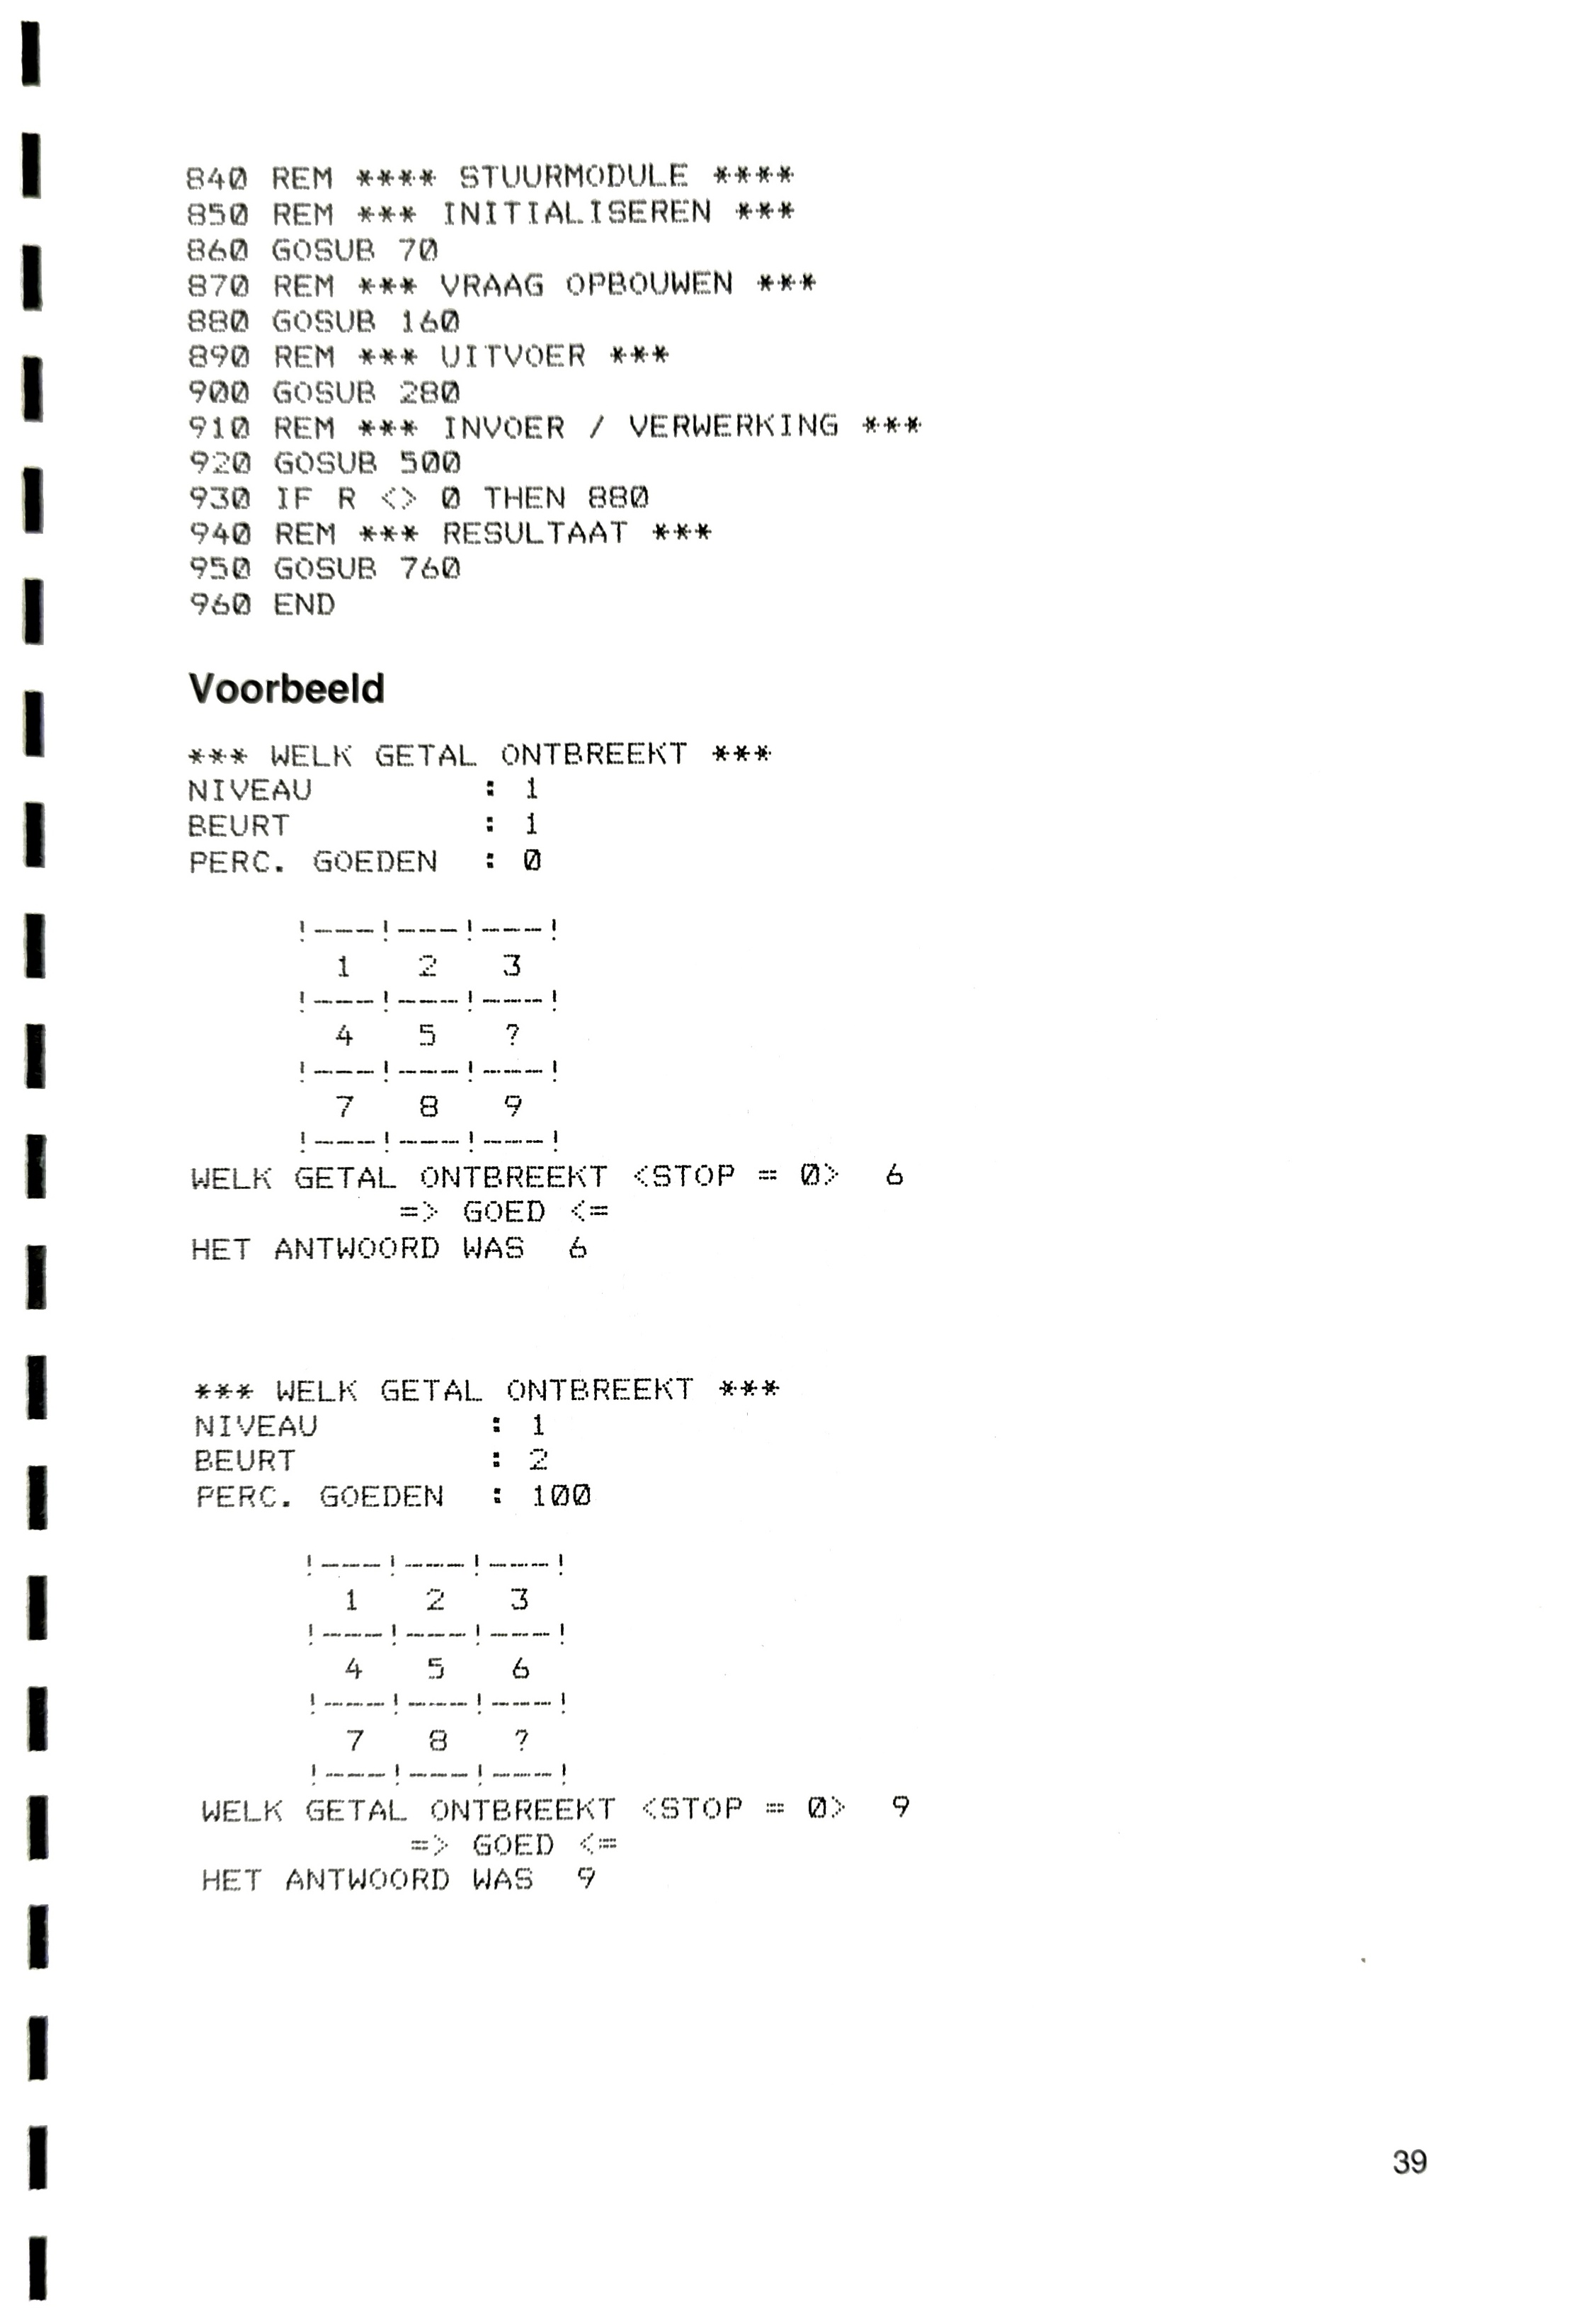 840 REM **** STUURMODULE ****
850 REM *** INITIALISEREN ***
860 GOSUB 70
870 REM *** VRAAG OPBOUWEN ***
880 GOSUB 160
890 REM *** UITVOER ***
900 GOSUB 280
910 REM *** INVOER / VERWERKING ***
920 GOSUB 500
930 IF R <> 0 THEN 880
940 REM *** RESULTAAT ***
950 GOSUB 760
960 END
Voorbeeld
*** WELK GETAL ONTBREEKT ***
NIVEAU : 1
BEURT : 1
PERC. GOEDEN : 0
!---!---!---!
1 2 3
!---!---!---!
4 5 ?
!---!---!---!
7 8 9
!---!---!---!
WELK GETAL ONTBREEKT <STOP = 0> 6
=> GOED <=
HET ANTWOORD WAS 6
*** WELK GETAL ONTBREEKT ***
NIVEAU : 1
BEURT : 2
PERC. GOEDEN : 100
!---!---!---!
1 2 3
!---!---!---!
4 5 6
!---!---!---!
7 8 ?
!---!---!---!
WELK GETAL ONTBREEKT <STOP = 0> 9
=> GOED <=
HET ANTWOORD WAS 9
39